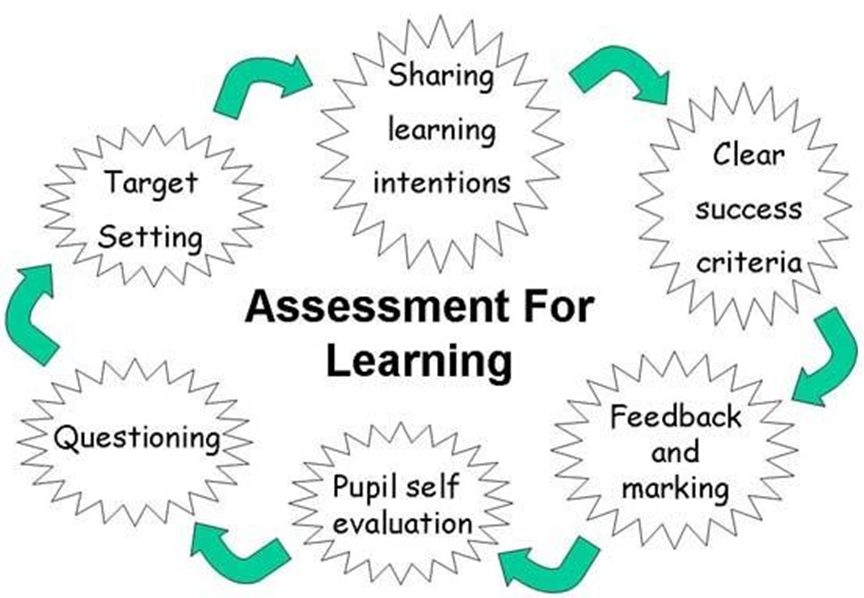 Sharing
learning
intentions
Clear
success
criteria
Target
Setting
Assessment For
Learning
Feedback
and
marking
Questioning
Pupil self
evaluation